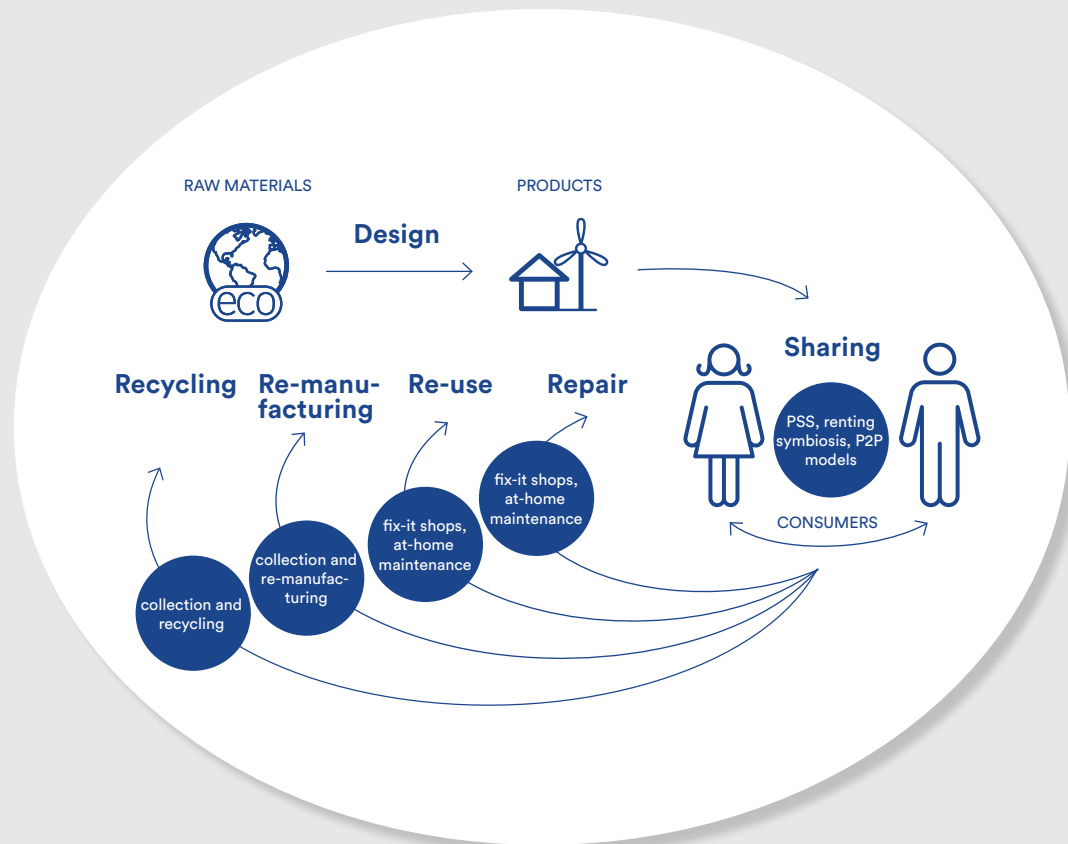 RAW MATERIALS
PRODUCTS
Design
eco
Sharing
PSS, renting
symbiosis, P2P
models
CONSUMERS
Recycling
Re-manu-
facturing
Re-use
Repair
fix-it shops,
at-home
maintenance
fix-it shops,
at-home
maintenance
collection and
re-manufac-
turing
collection and
recycling